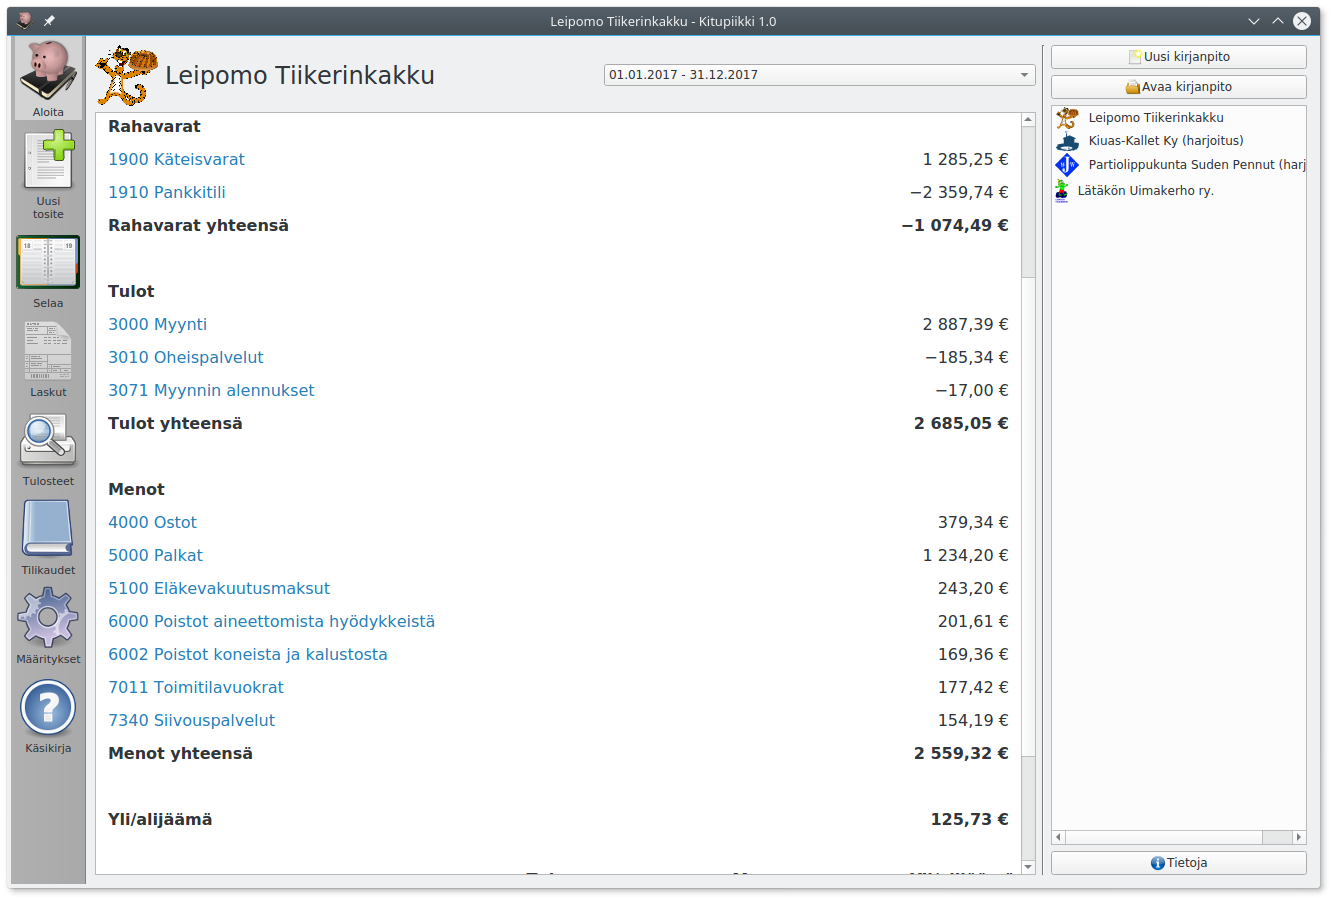 Leipomo Tiikerinkakku - Kitupiikki 1.0
Aloita
Uusi
tosite
Selaa
Laskut
Tulosteet
Tilikaudet
Määritykset
Käsikirja
Leipomo Tiikerinkakku
01.01.2017 - 31.12.2017
Rahavarat
1900 Käteisvarat 1 285,25 €
1910 Pankkitili −2 359,74 €
Rahavarat yhteensä −1 074,49 €
Tulot
3000 Myynti 2 887,39 €
3010 Oheispalvelut −185,34 €
3071 Myynnin alennukset −17,00 €
Tulot yhteensä 2 685,05 €
Menot
4000 Ostot 379,34 €
5000 Palkat 1 234,20 €
5100 Eläkevakuutusmaksut 243,20 €
6000 Poistot aineettomista hyödykkeistä 201,61 €
6002 Poistot koneista ja kalustosta 169,36 €
7011 Toimitilavuokrat 177,42 €
7340 Siivouspalvelut 154,19 €
Menot yhteensä 2 559,32 €
Yli/alijäämä 125,73 €
Uusi kirjanpito
Avaa kirjanpito
Leipomo Tiikerinkakku
Kiuas-Kallet Ky (harjoitus)
Partiolippukunta Suden Pennut (harj
Lätäkön Uimakerho ry.
Tietoja